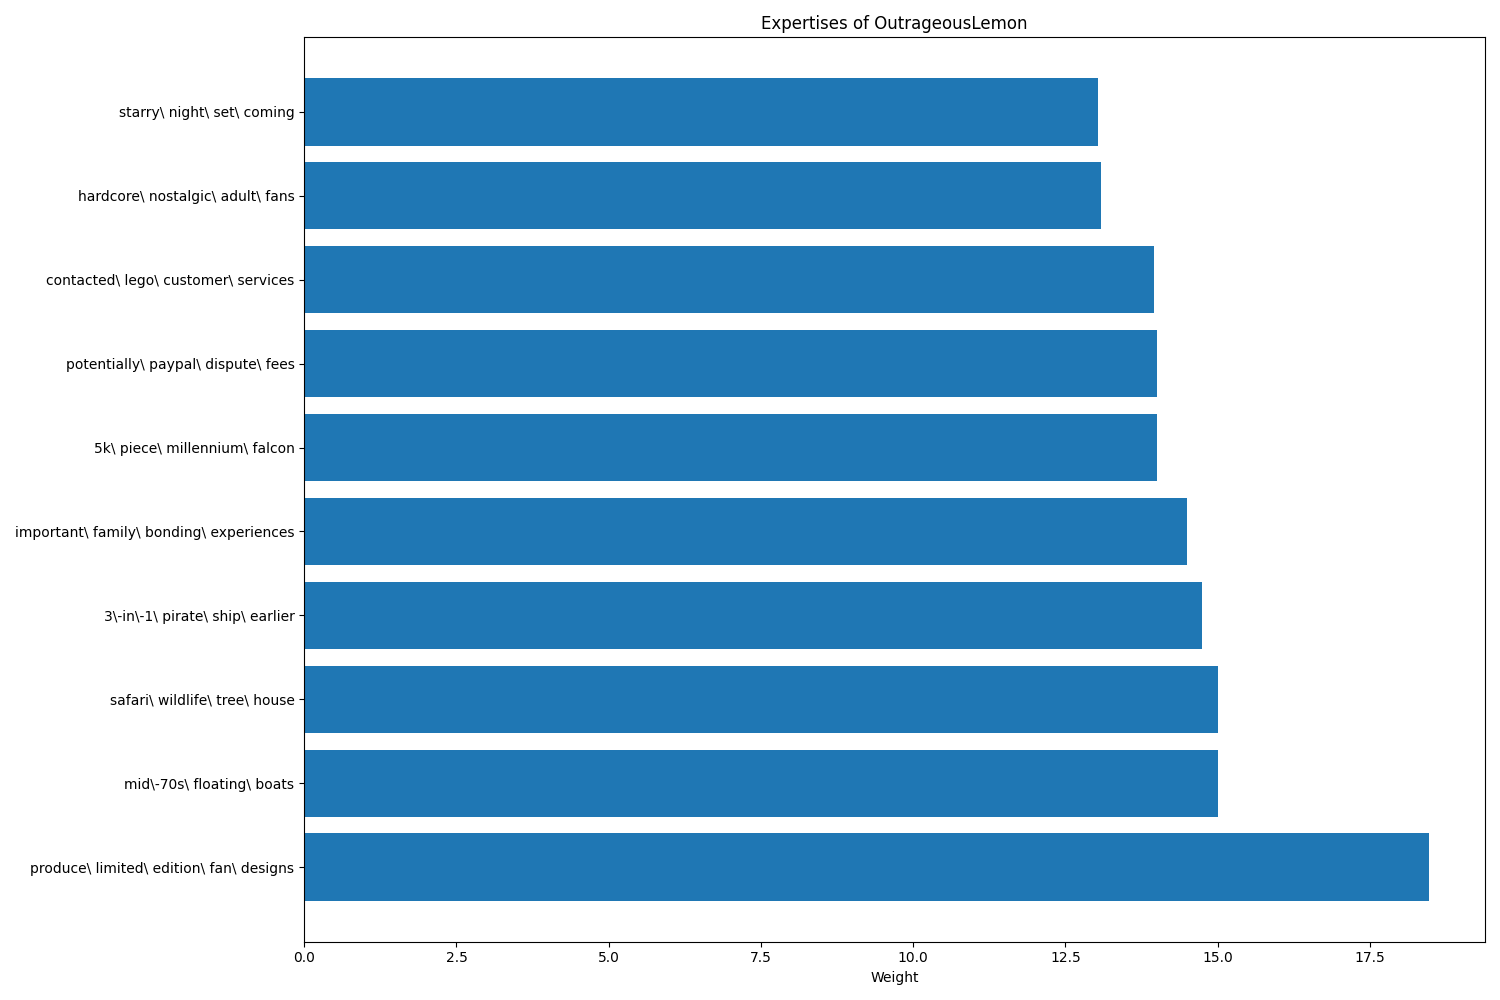 Expertises of OutrageousLemon
starry\ night\ set\ coming
hardcore\ nostalgic\ adult\ fans
contacted\ lego\ customer\ services
potentially\ paypal\ dispute\ fees
5k\ piece\ millennium\ falcon
important\ family\ bonding\ experiences
3\-in\-1\ pirate\ ship\ earlier
safari\ wildlife\ tree\ house
mid\-70s\ floating\ boats
produce\ limited\ edition\ fan\ designs
0.0 2.5 5.0 7.5 10.0 12.5 15.0 17.5
Weight